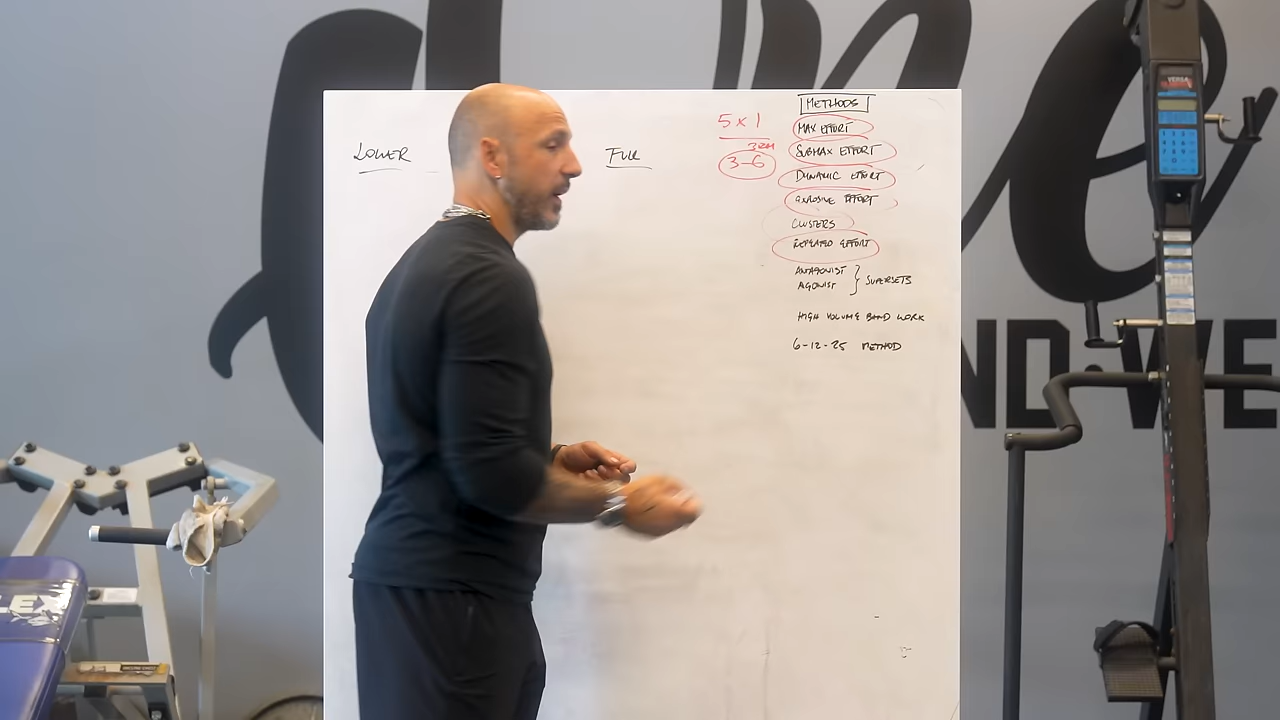 LOWER
FULL
5 x 1
3RM
3-6
METHODS
MAX EFFORT
SUBMAX EFFORT
DYNAMIC EFFORT
EXPLOSIVE EFFORT
CLUSTERS
REPEATED EFFORT
ANTAGONIST
AGONIST } SUPERSETS
HIGH VOLUME BAND WORK
6-12-25 METHOD
VERSA